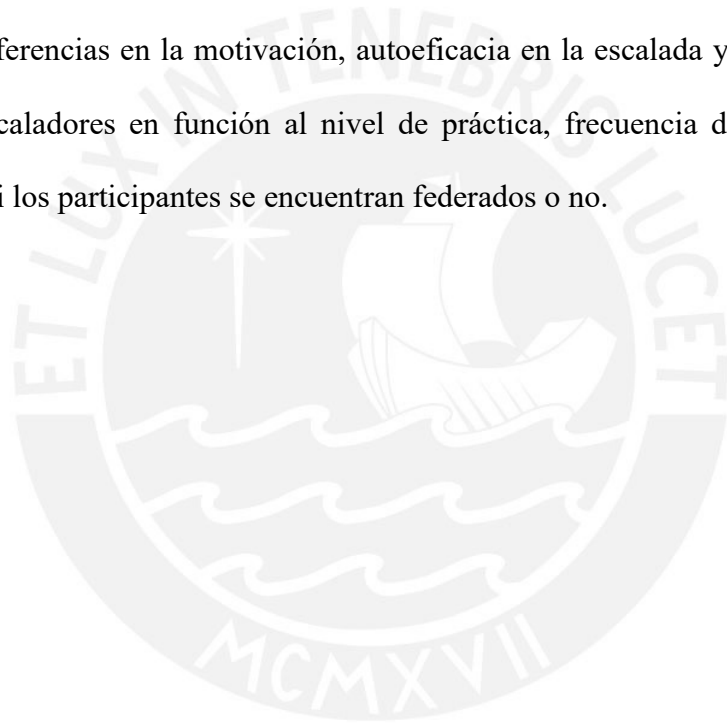 ferencias en la motivación, autoeficacia en la escalada y
caladores en función al nivel de práctica, frecuencia d
i los participantes se encuentran federados o no.
ET LUX IN TENEBRIS LUCET
MCMXVII